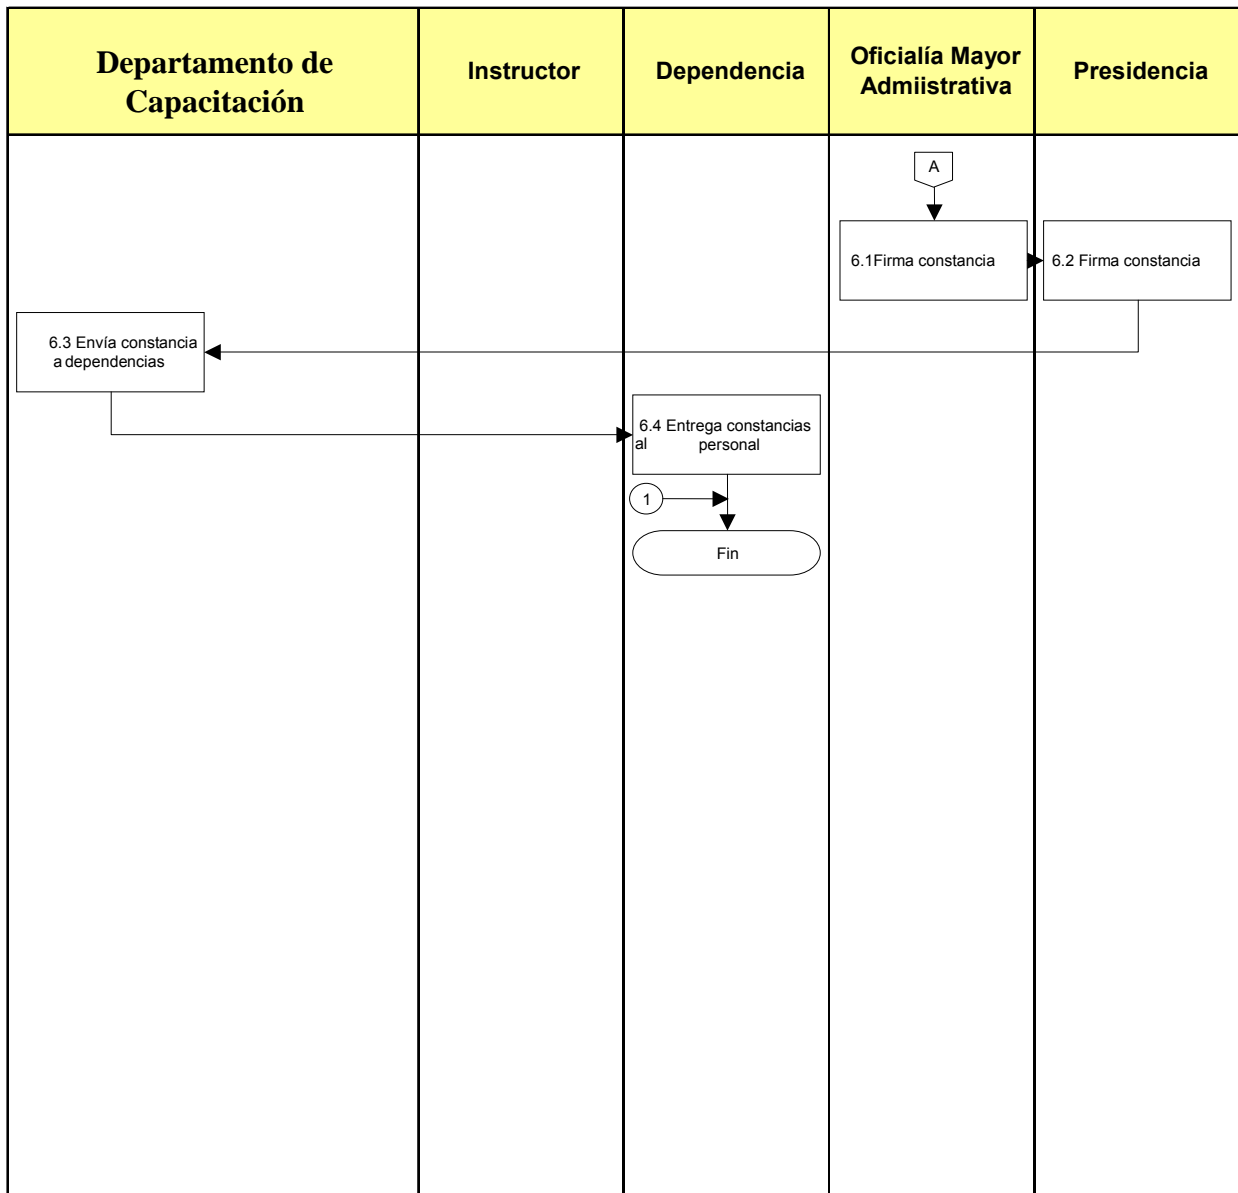 Departamento de
Capacitación
Instructor
Dependencia
Oficialía Mayor
Admiistrativa
Presidencia
A
6.1Firma constancia
6.2 Firma constancia
6.3 Envía constancia
a dependencias
6.4 Entrega constancias
al personal
1
Fin